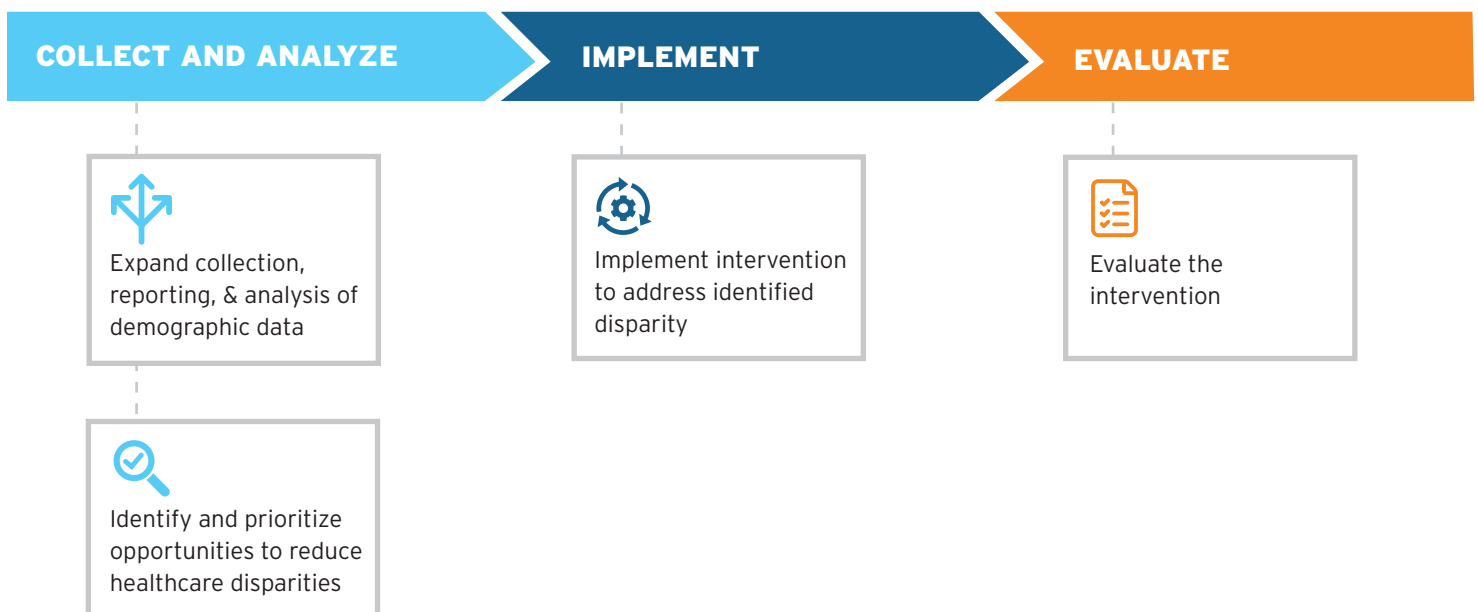 COLLECT AND ANALYZE
IMPLEMENT
EVALUATE
Expand collection,
reporting, & analysis of
demographic data
Identify and prioritize
opportunities to reduce
healthcare disparities
Implement intervention
to address identified
disparity
Evaluate the
intervention